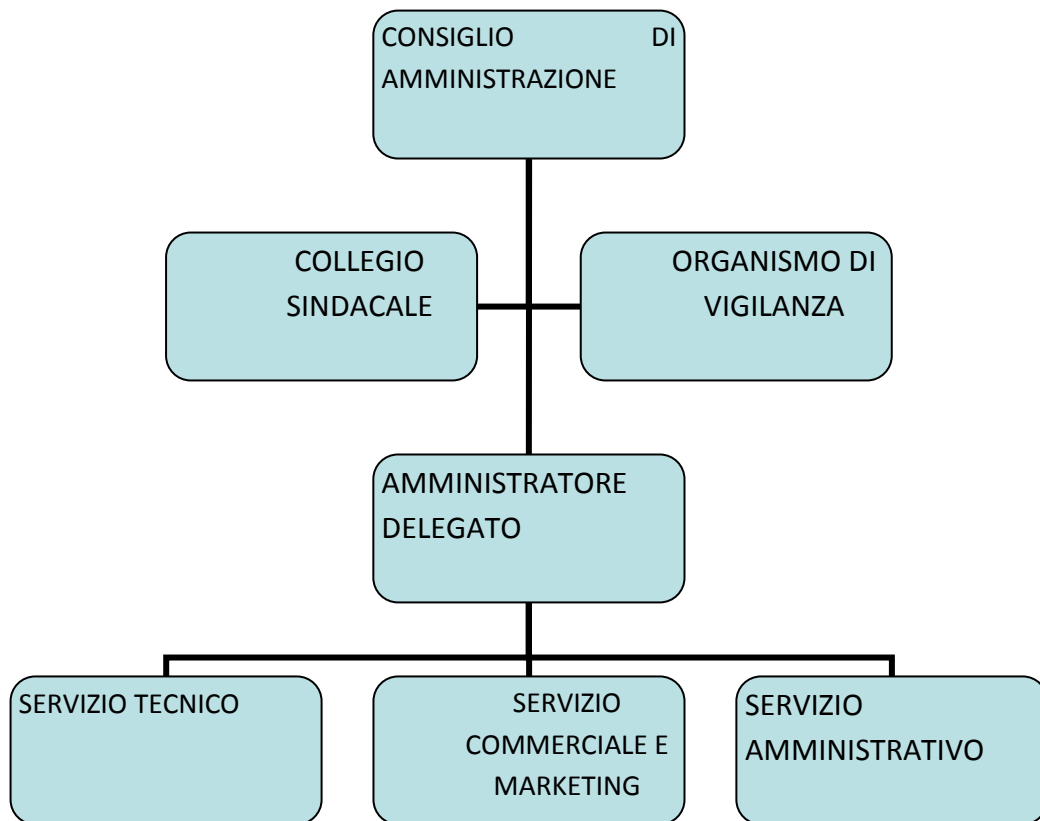 CONSIGLIO DI
AMMINISTRAZIONE
COLLEGIO
SINDACALE
ORGANISMO DI
VIGILANZA
AMMINISTRATORE
DELEGATO
SERVIZIO TECNICO
SERVIZIO
COMMERCIALE E
MARKETING
SERVIZIO
AMMINISTRATIVO